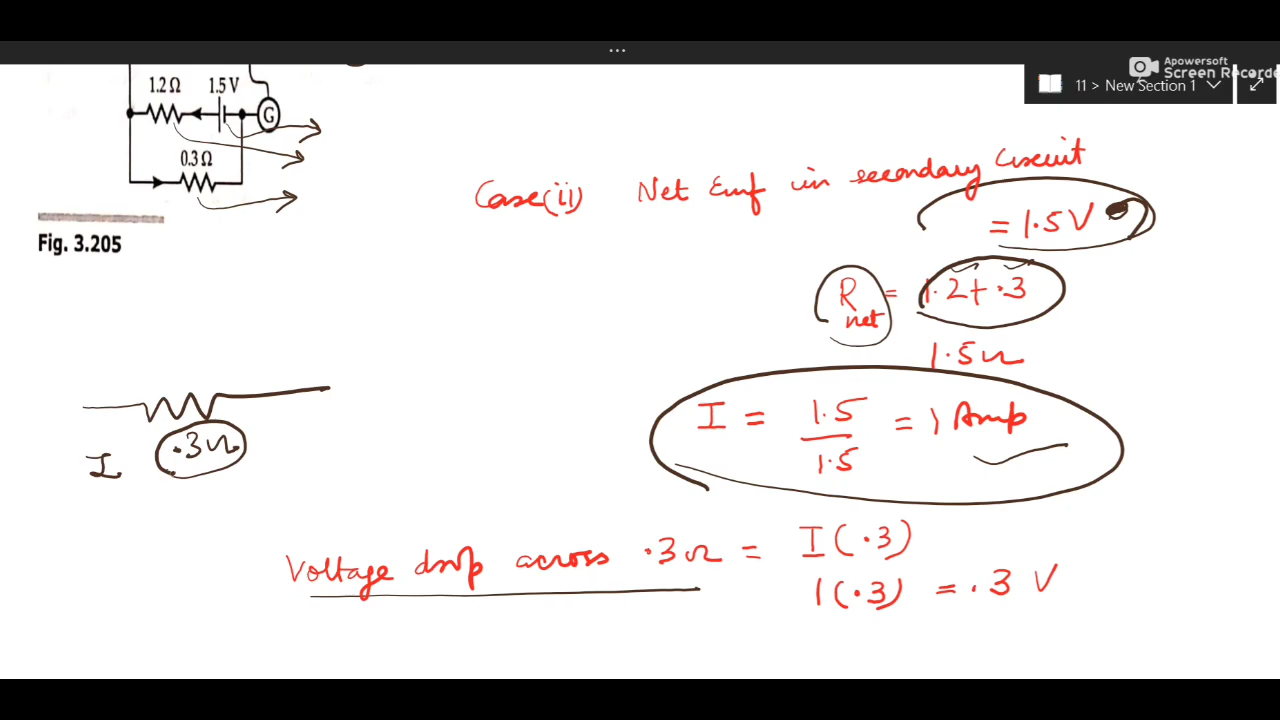 ...
Apowersoft
Screen Recorde
11 > New Section 1
1.2 Ω
1.5 V
G
0.3 Ω
Fig. 3.205
Case(ii) Net Emf in secondary Circuit
= 1.5 V
R net = 1.2 + .3
1.5 Ω
I = 1.5 / 1.5 = 1 Amp
.3 Ω
I
Voltage drop across .3 Ω = I (.3)
1 (.3) = .3 V